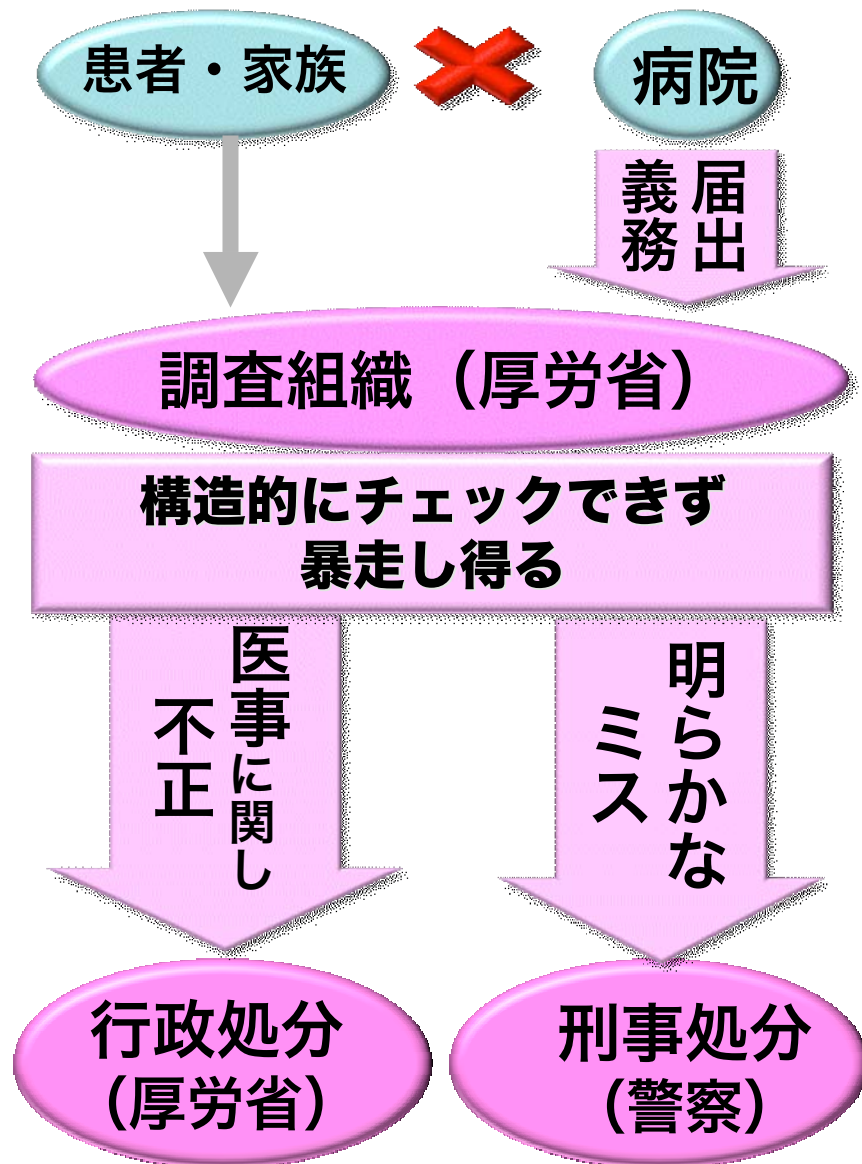 患者・家族
病院
届出
義務
調査組織（厚労省）
構造的にチェックできず
暴走し得る
医事に関し
不正
明らかな
ミス
行政処分
（厚労省）
刑事処分
（警察）